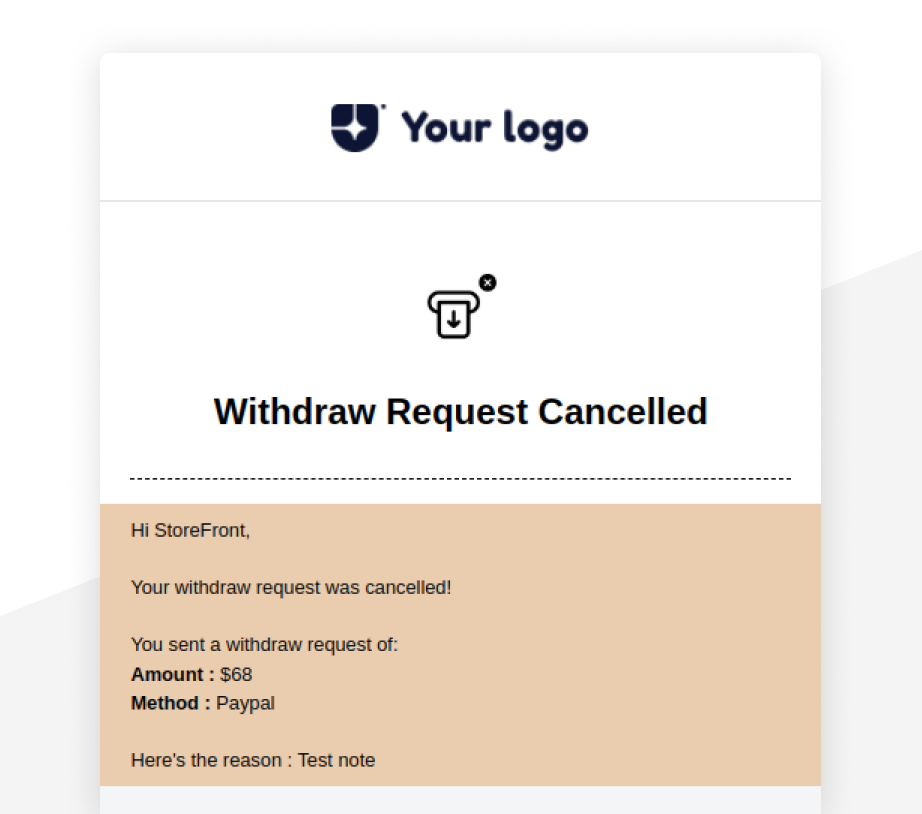 Your logo
Withdraw Request Cancelled
Hi StoreFront,
Your withdraw request was cancelled!
You sent a withdraw request of:
Amount : $68
Method : Paypal
Here's the reason : Test note